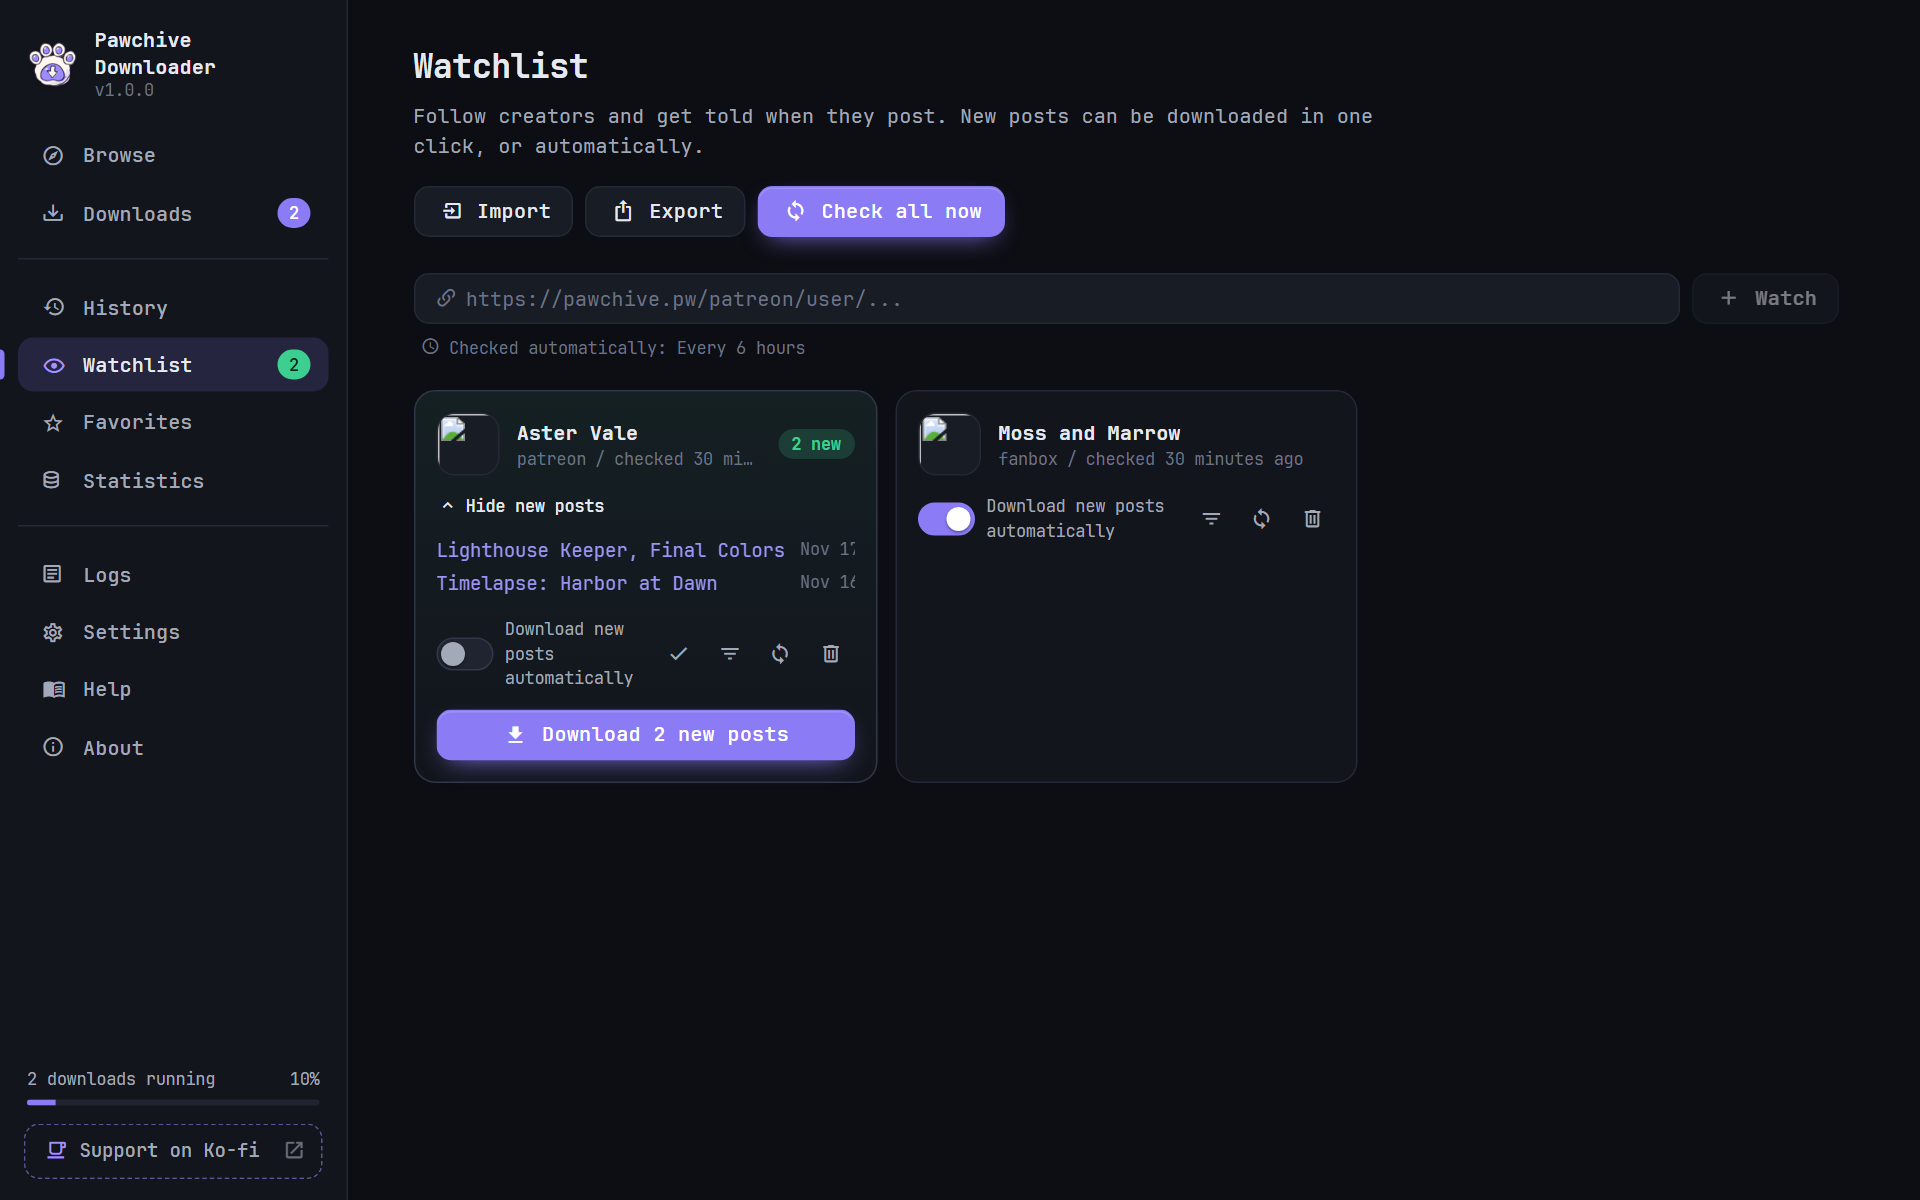 Pawchive
Downloader
v1.0.0
Browse
Downloads 2
History
Watchlist 2
Favorites
Statistics
Logs
Settings
Help
About
2 downloads running 10%
Support on Ko-fi
Watchlist
Follow creators and get told when they post. New posts can be downloaded in one
click, or automatically.
Import Export Check all now
https://pawchive.pw/patreon/user/...
Watch
Checked automatically: Every 6 hours
Aster Vale
patreon / checked 30 mi…
2 new
Hide new posts
Lighthouse Keeper, Final Colors Nov 17
Timelapse: Harbor at Dawn Nov 16
Download new
posts
automatically
Download 2 new posts
Moss and Marrow
fanbox / checked 30 minutes ago
Download new posts
automatically